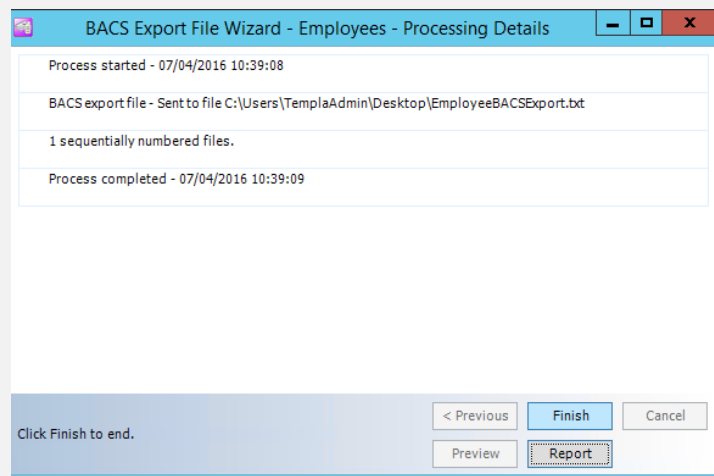 BACS Export File Wizard - Employees - Processing Details
Process started - 07/04/2016 10:39:08
BACS export file - Sent to file C:\Users\TemplaAdmin\Desktop\EmployeeBACSExport.txt
1 sequentially numbered files.
Process completed - 07/04/2016 10:39:09
< Previous Finish Cancel
Click Finish to end.
Preview Report